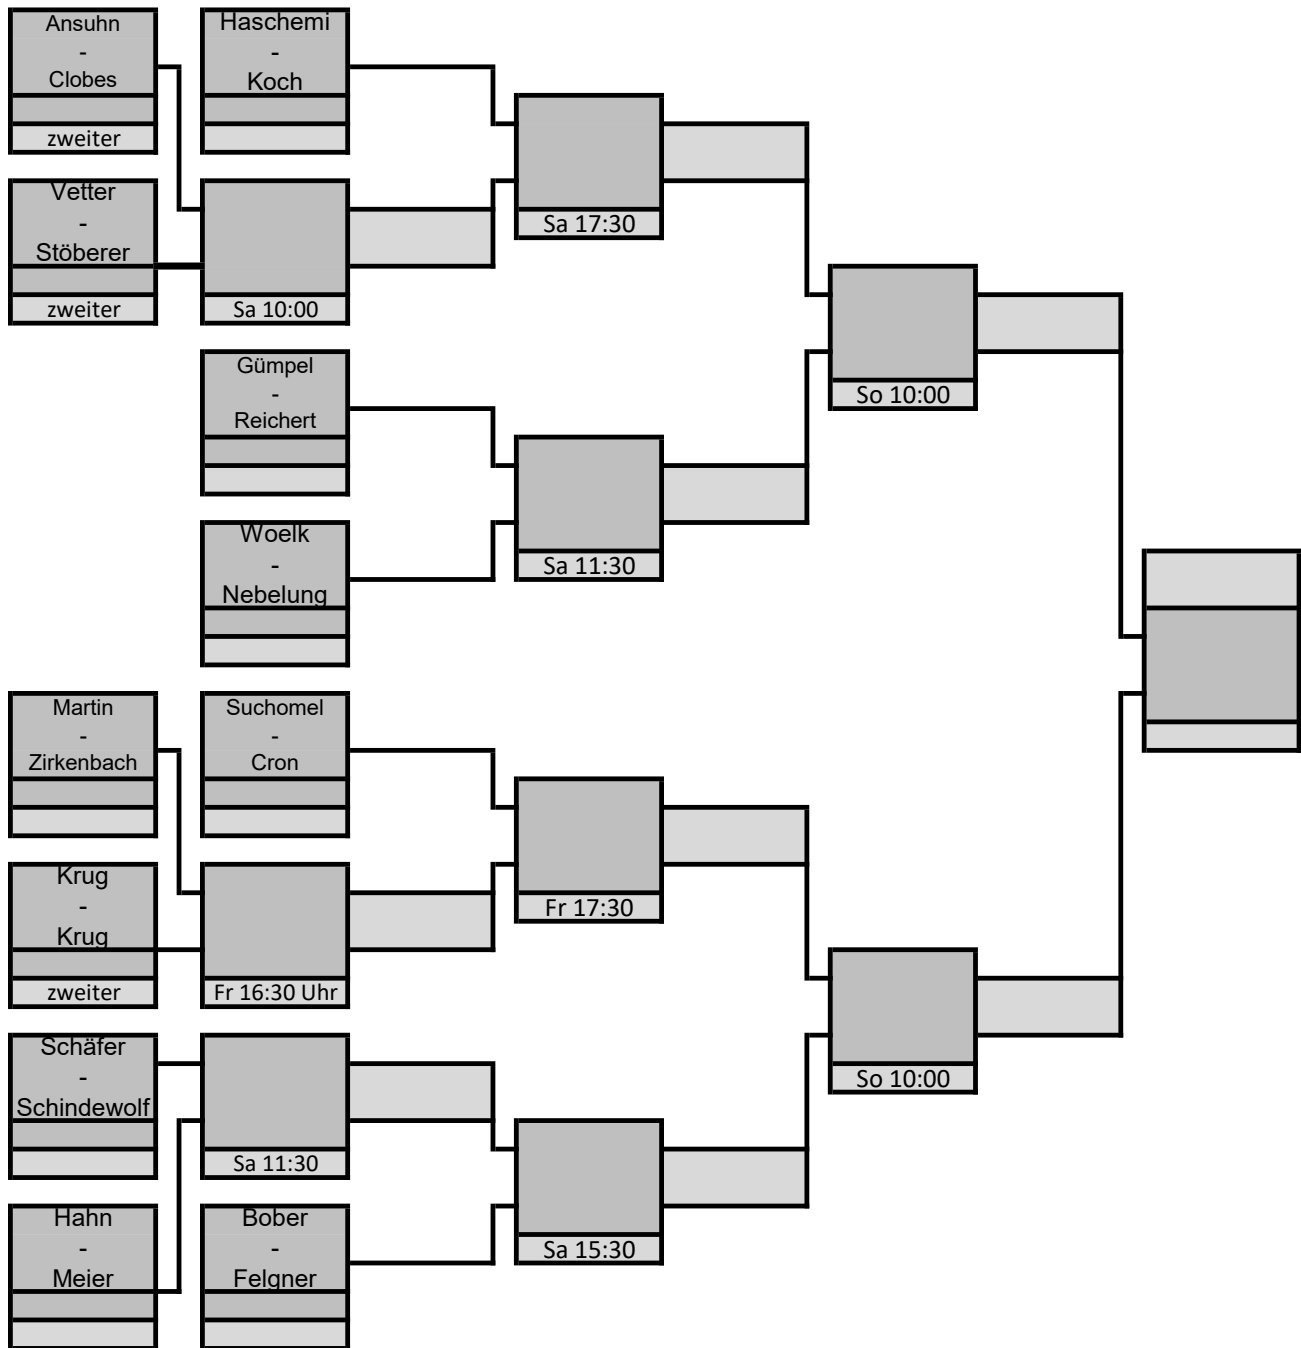 Ansuhn
-
Clobes
zweiter
Haschemi
-
Koch
Sa 17:30
Vetter
-
Stöberer
zweiter
Sa 10:00
So 10:00
Gümpel
-
Reichert
Sa 11:30
Woelk
-
Nebelung
Martin
-
Zirkenbach
Suchomel
-
Cron
Fr 17:30
Krug
-
Krug
zweiter
Fr 16:30 Uhr
So 10:00
Schäfer
-
Schindewolf
Sa 11:30
Sa 15:30
Hahn
-
Meier
Bober
-
Felgner